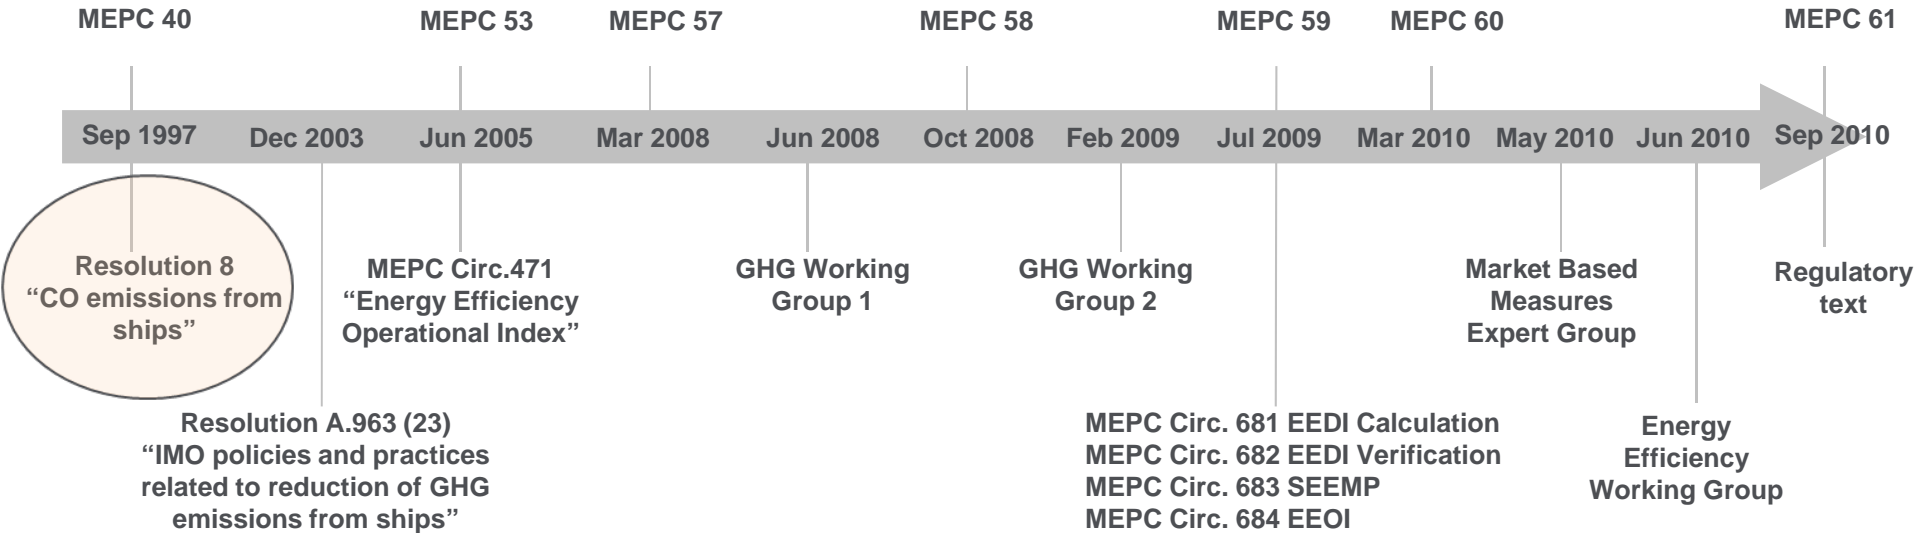 MEPC 40 MEPC 53 MEPC 57 MEPC 58 MEPC 59 MEPC 60 MEPC 61
Sep 1997 Dec 2003 Jun 2005 Mar 2008 Jun 2008 Oct 2008 Feb 2009 Jul 2009 Mar 2010 May 2010 Jun 2010 Sep 2010
Resolution 8
“CO emissions from
ships”
MEPC Circ.471
“Energy Efficiency
Operational Index”
GHG Working
Group 1
GHG Working
Group 2
Market Based
Measures
Expert Group
Regulatory
text
Resolution A.963 (23)
“IMO policies and practices
related to reduction of GHG
emissions from ships”
MEPC Circ. 681 EEDI Calculation
MEPC Circ. 682 EEDI Verification
MEPC Circ. 683 SEEMP
MEPC Circ. 684 EEOI
Energy
Efficiency
Working Group